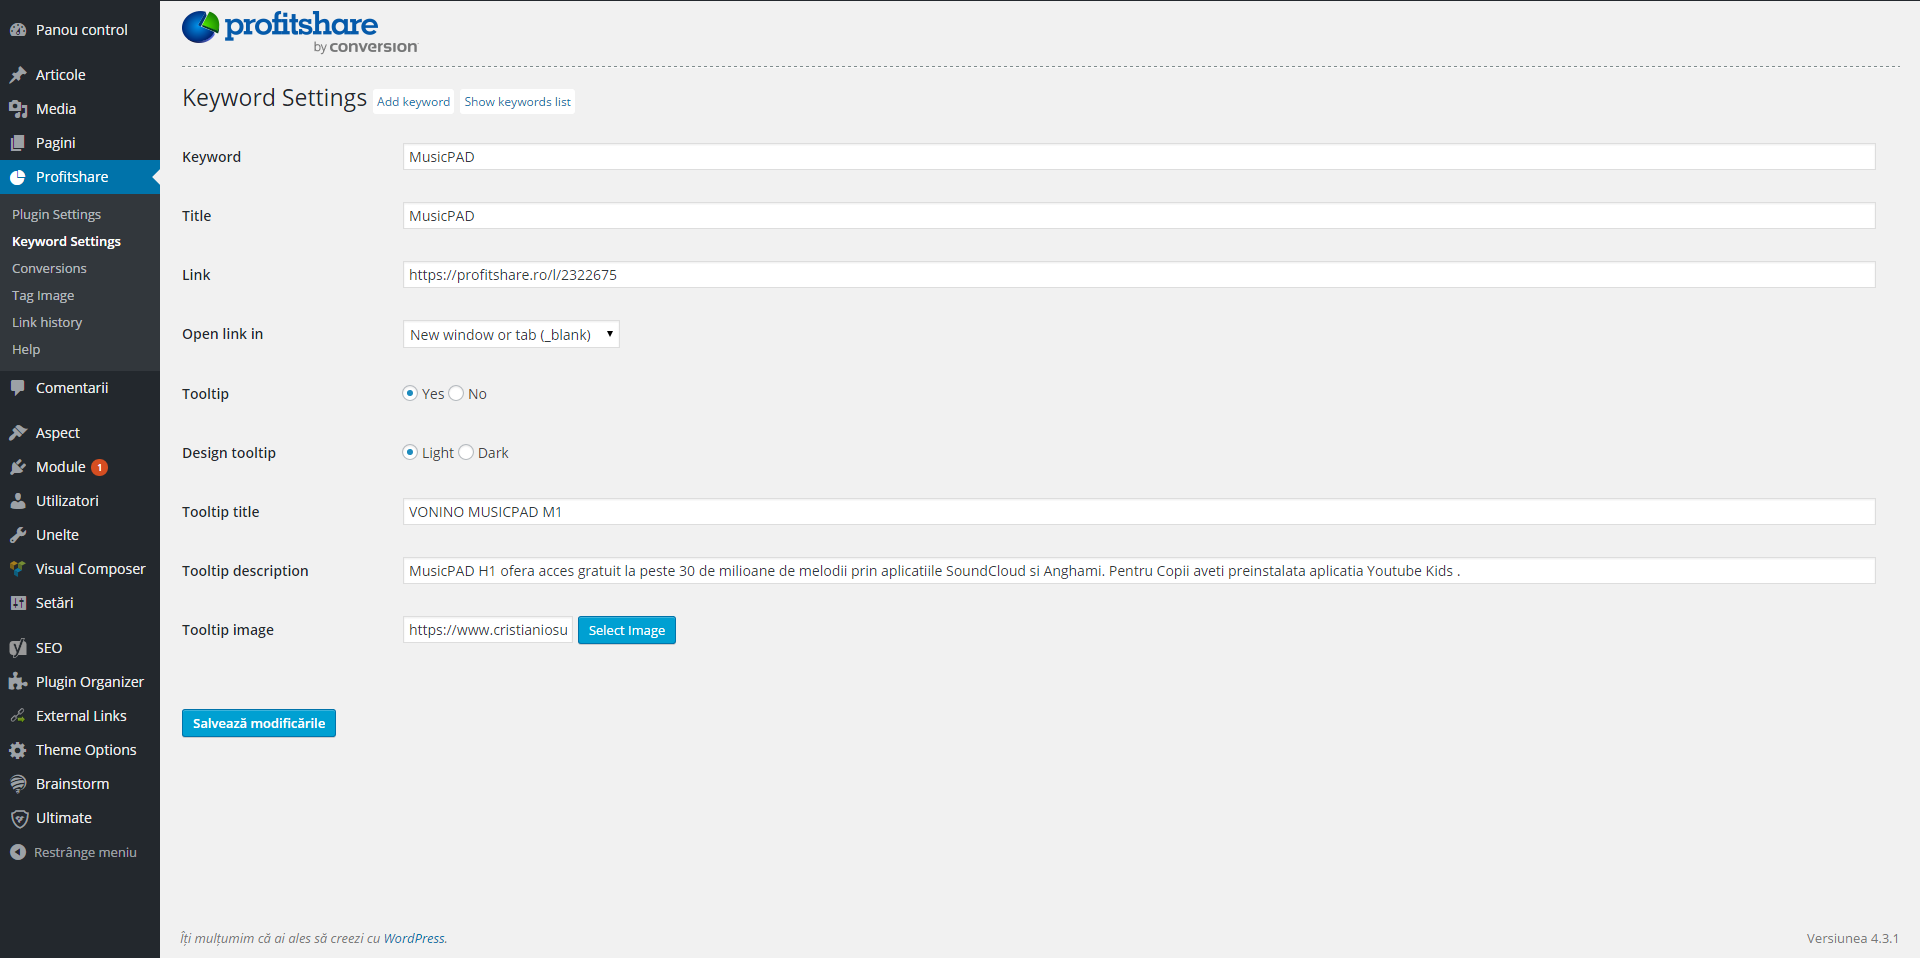 Panou control
Articole
Media
Pagini
Profitshare
Plugin Settings
Keyword Settings
Conversions
Tag Image
Link history
Help
Comentarii
Aspect
Module 1
Utilizatori
Unelte
Visual Composer
Setări
SEO
Plugin Organizer
External Links
Theme Options
Brainstorm
Ultimate
Restrânge meniu
profitshare
by conversion
Keyword Settings Add keyword Show keywords list
Keyword MusicPAD
Title MusicPAD
Link https://profitshare.ro/l/2322675
Open link in New window or tab (_blank)
Tooltip Yes No
Design tooltip Light Dark
Tooltip title VONINO MUSICPAD M1
Tooltip description MusicPAD H1 ofera acces gratuit la peste 30 de milioane de melodii prin aplicatiile SoundCloud si Anghami. Pentru Copii aveti preinstalata aplicatia Youtube Kids .
Tooltip image https://www.cristianiosu Select Image
Salvează modificările
Îți mulțumim că ai ales să creezi cu WordPress. Versiunea 4.3.1